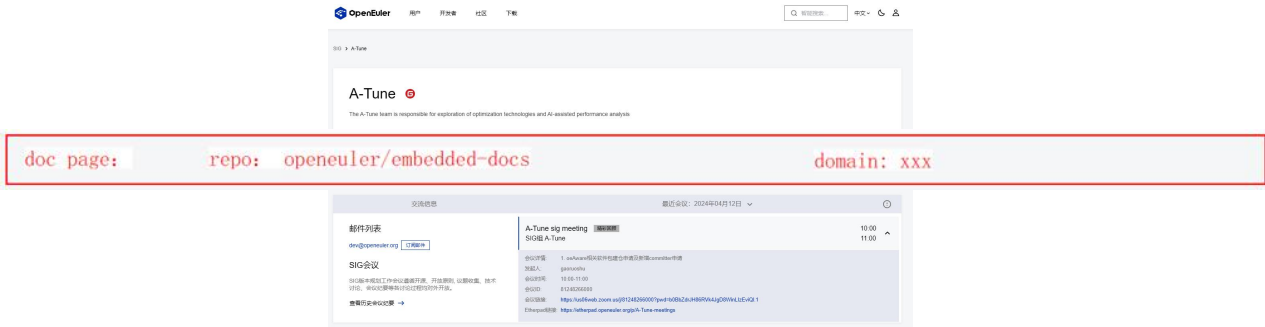 OpenEuler 用户 开发者 社区 下载 中文
SIG > A-Tune
A-Tune
The A-Tune team is responsible for exploration of optimization technologies and AI-assisted performance analysis
doc page: repo: openeuler/embedded-docs domain: xxx
交流信息 最近会议：2024年04月12日
邮件列表
dev@openeuler.org 订阅邮件
SIG会议
查看历史会议纪要 →
A-Tune sig meeting
SIG组 A-Tune
10:00
11:00
会议详情
发起人 gaoruoshu
会议时间 10:00-11:00
会议ID
会议链接
Etherpad链接 https://etherpad.openeuler.org/p/A-Tune-meetings